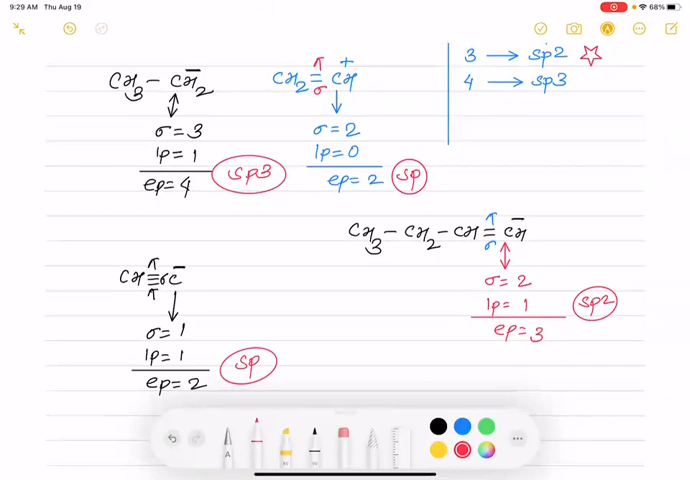 9:29 AM Thu Aug 19
68%
3 → sp2
4 → sp3
CH3 − C̄H2
σ = 3
lp = 1
ep = 4
sp3
CH2 = CH+
π
σ
σ = 2
lp = 0
ep = 2
sp
CH3 − CH2 − CH = C̄H
π
σ
σ = 2
lp = 1
ep = 3
sp2
CH ≡ C̄
π
σ
π
σ = 1
lp = 1
ep = 2
sp
A